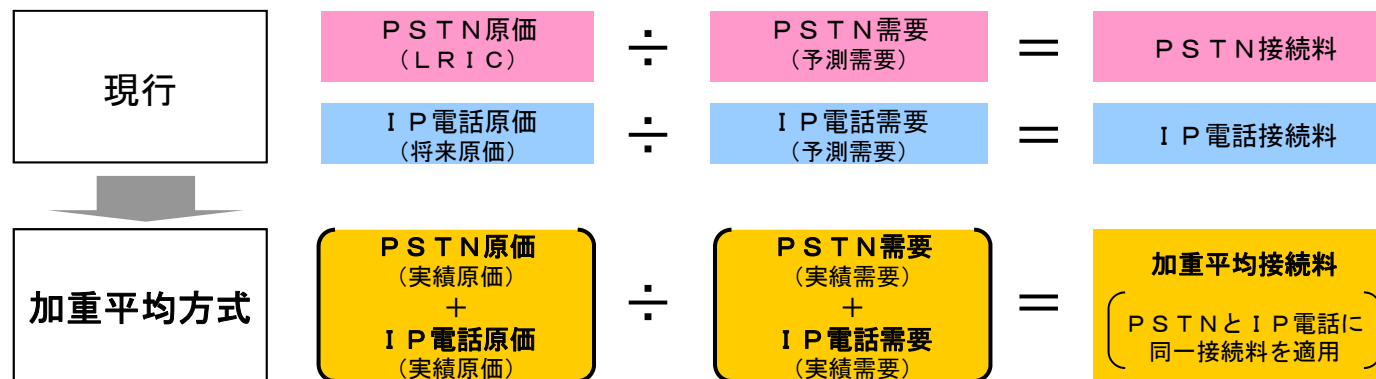 現行
PSTN原価
(LRIC)
÷
PSTN需要
(予測需要)
=
PSTN接続料
IP電話原価
(将来原価)
÷
IP電話需要
(予測需要)
=
IP電話接続料
加重平均方式
PSTN原価
(実績原価)
+
IP電話原価
(実績原価)
÷
PSTN需要
(実績需要)
+
IP電話需要
(実績需要)
=
加重平均接続料
PSTNとIP電話に
同一接続料を適用